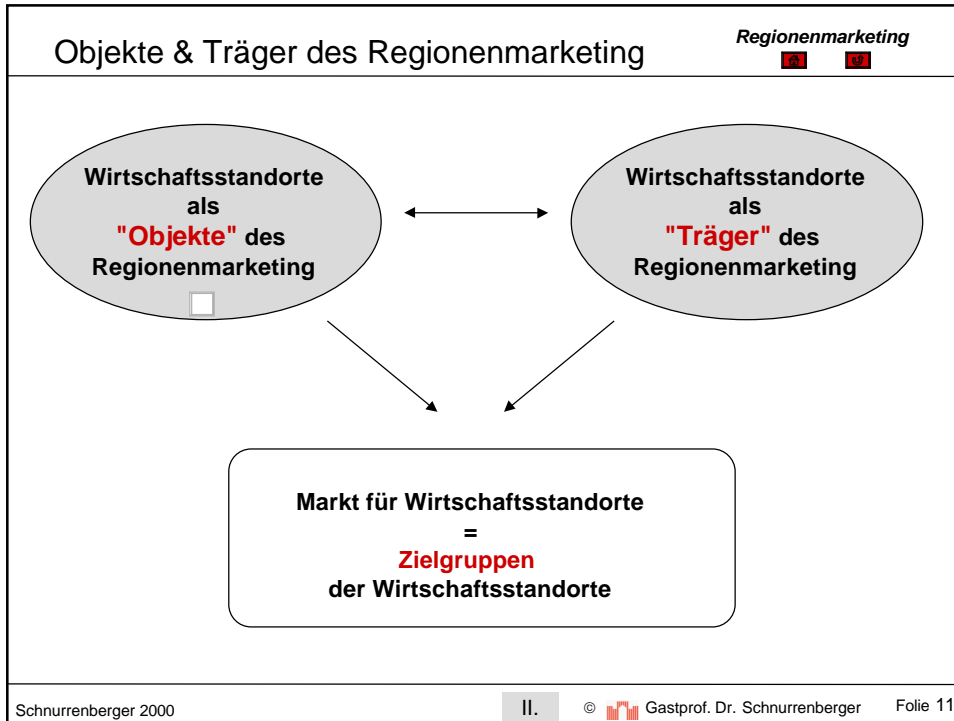 Objekte & Träger des Regionenmarketing
Regionenmarketing
Wirtschaftsstandorte
als
"Objekte" des
Regionenmarketing
Wirtschaftsstandorte
als
"Träger" des
Regionenmarketing
Markt für Wirtschaftsstandorte
=
Zielgruppen
der Wirtschaftsstandorte
Schnurrenberger 2000
II.
© Gastprof. Dr. Schnurrenberger
Folie 11